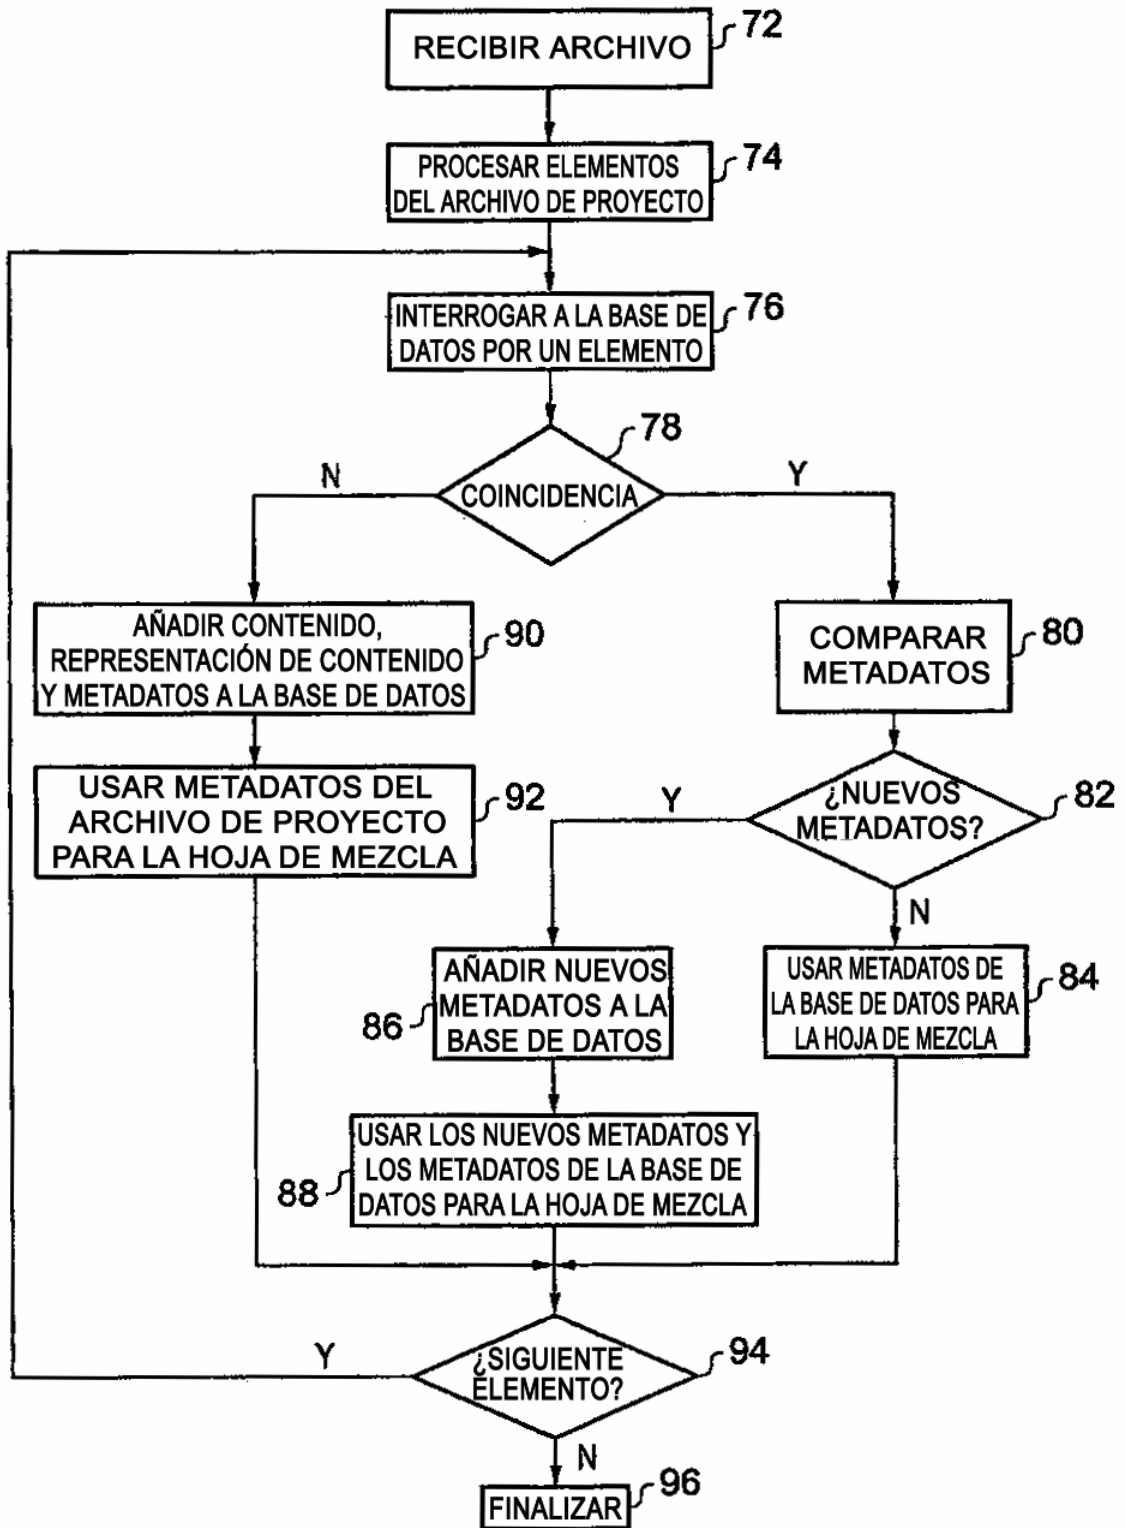 RECIBIR ARCHIVO
72
PROCESAR ELEMENTOS
DEL ARCHIVO DE PROYECTO
74
INTERROGAR A LA BASE DE
DATOS POR UN ELEMENTO
76
78
COINCIDENCIA
N
Y
AÑADIR CONTENIDO,
REPRESENTACIÓN DE CONTENIDO
Y METADATOS A LA BASE DE DATOS
90
COMPARAR
METADATOS
80
USAR METADATOS DEL
ARCHIVO DE PROYECTO
PARA LA HOJA DE MEZCLA
92
¿NUEVOS
METADATOS?
82
Y
N
AÑADIR NUEVOS
METADATOS A LA
BASE DE DATOS
86
USAR METADATOS DE
LA BASE DE DATOS PARA
LA HOJA DE MEZCLA
84
USAR LOS NUEVOS METADATOS Y
LOS METADATOS DE LA BASE DE
DATOS PARA LA HOJA DE MEZCLA
88
¿SIGUIENTE
ELEMENTO?
94
Y
N
FINALIZAR
96